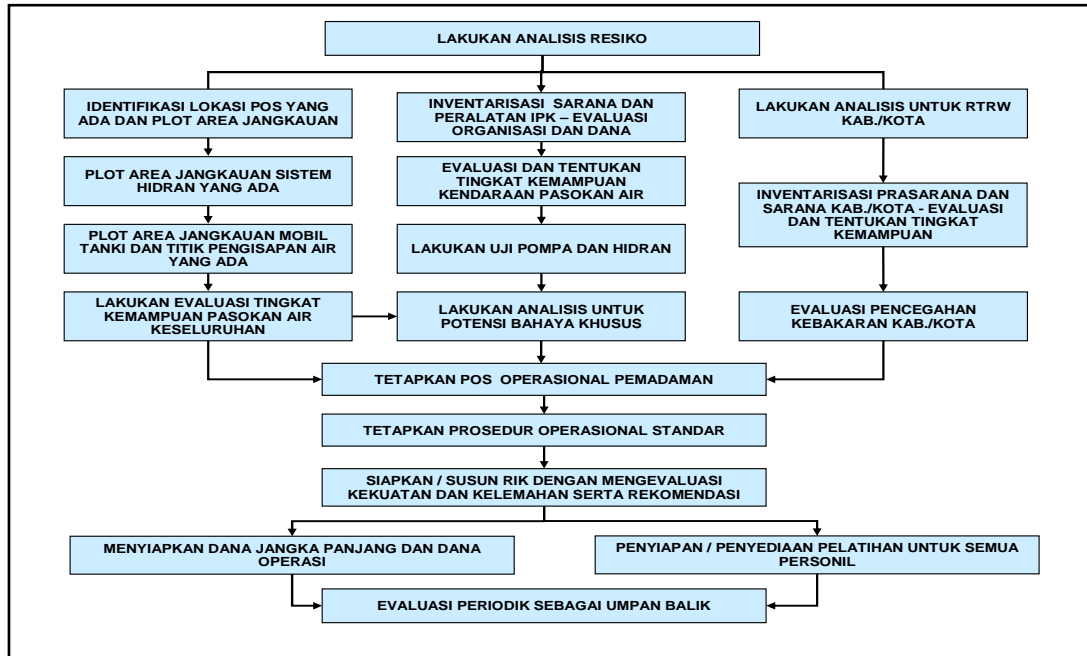 LAKUKAN ANALISIS RESIKO
IDENTIFIKASI LOKASI POS YANG
ADA DAN PLOT AREA JANGKAUAN
PLOT AREA JANGKAUAN SISTEM
HIDRAN YANG ADA
PLOT AREA JANGKAUAN MOBIL
TANKI DAN TITIK PENGISAPAN AIR
YANG ADA
LAKUKAN EVALUASI TINGKAT
KEMAMPUAN PASOKAN AIR
KESELURUHAN
INVENTARISASI SARANA DAN
PERALATAN IPK – EVALUASI
ORGANISASI DAN DANA
EVALUASI DAN TENTUKAN
TINGKAT KEMAMPUAN
KENDARAAN PASOKAN AIR
LAKUKAN UJI POMPA DAN HIDRAN
LAKUKAN ANALISIS UNTUK
POTENSI BAHAYA KHUSUS
LAKUKAN ANALISIS UNTUK RTRW
KAB./KOTA
INVENTARISASI PRASARANA DAN
SARANA KAB./KOTA - EVALUASI
DAN TENTUKAN TINGKAT
KEMAMPUAN
EVALUASI PENCEGAHAN
KEBAKARAN KAB./KOTA
TETAPKAN POS OPERASIONAL PEMADAMAN
TETAPKAN PROSEDUR OPERASIONAL STANDAR
SIAPKAN / SUSUN RIK DENGAN MENGEVALUASI
KEKUATAN DAN KELEMAHAN SERTA REKOMENDASI
MENYIAPKAN DANA JANGKA PANJANG DAN DANA
OPERASI
PENYIAPAN / PENYEDIAAN PELATIHAN UNTUK SEMUA
PERSONIL
EVALUASI PERIODIK SEBAGAI UMPAN BALIK